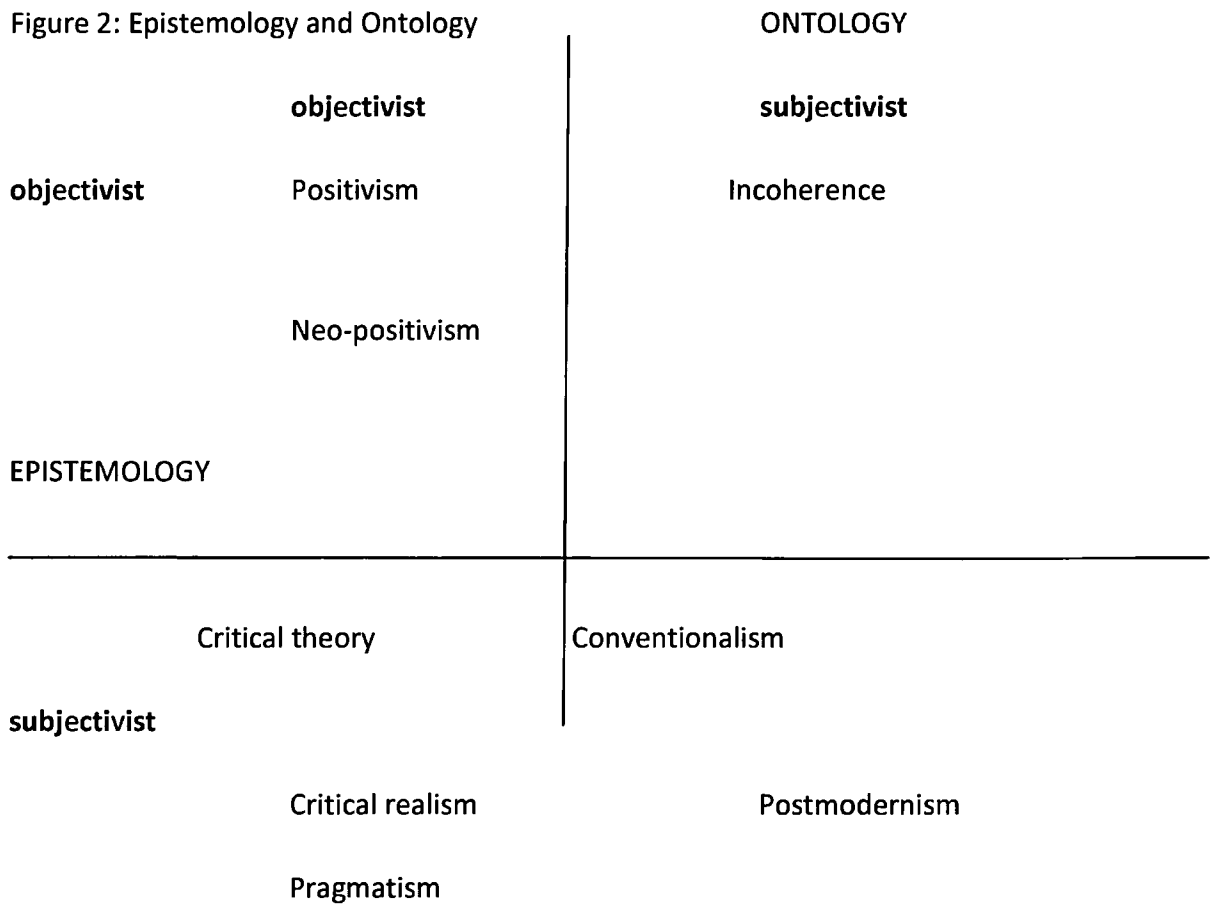 Figure 2: Epistemology and Ontology ONTOLOGY
objectivist subjectivist
objectivist Positivism Incoherence
Neo-positivism
EPISTEMOLOGY
Critical theory Conventionalism
subjectivist
Critical realism Postmodernism
Pragmatism